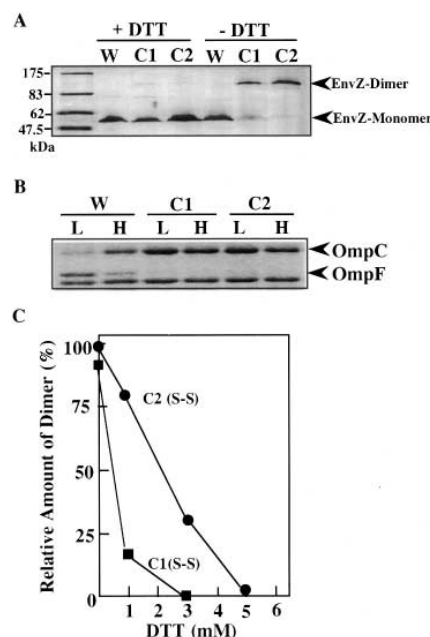 A
+ DTT - DTT
W C1 C2 W C1 C2
175-
83-
62-
47.5-
kDa
EnvZ-Dimer
EnvZ-Monomer
B
W C1 C2
L H L H L H
OmpC
OmpF
C
Relative Amount of Dimer (%)
100
75
50
25
0
C2 (S-S)
C1(S-S)
1 2 3 4 5 6
DTT (mM)